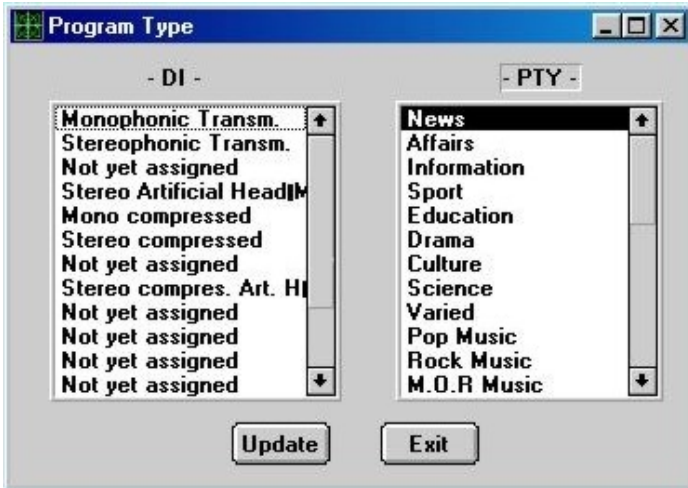 Program Type
- DI -
Monophonic Transm.
Stereophonic Transm.
Not yet assigned
Stereo Artificial Head
Mono compressed
Stereo compressed
Not yet assigned
Stereo compres. Art. H
Not yet assigned
Not yet assigned
Not yet assigned
Not yet assigned
- PTY -
News
Affairs
Information
Sport
Education
Drama
Culture
Science
Varied
Pop Music
Rock Music
M.O.R Music
Update
Exit